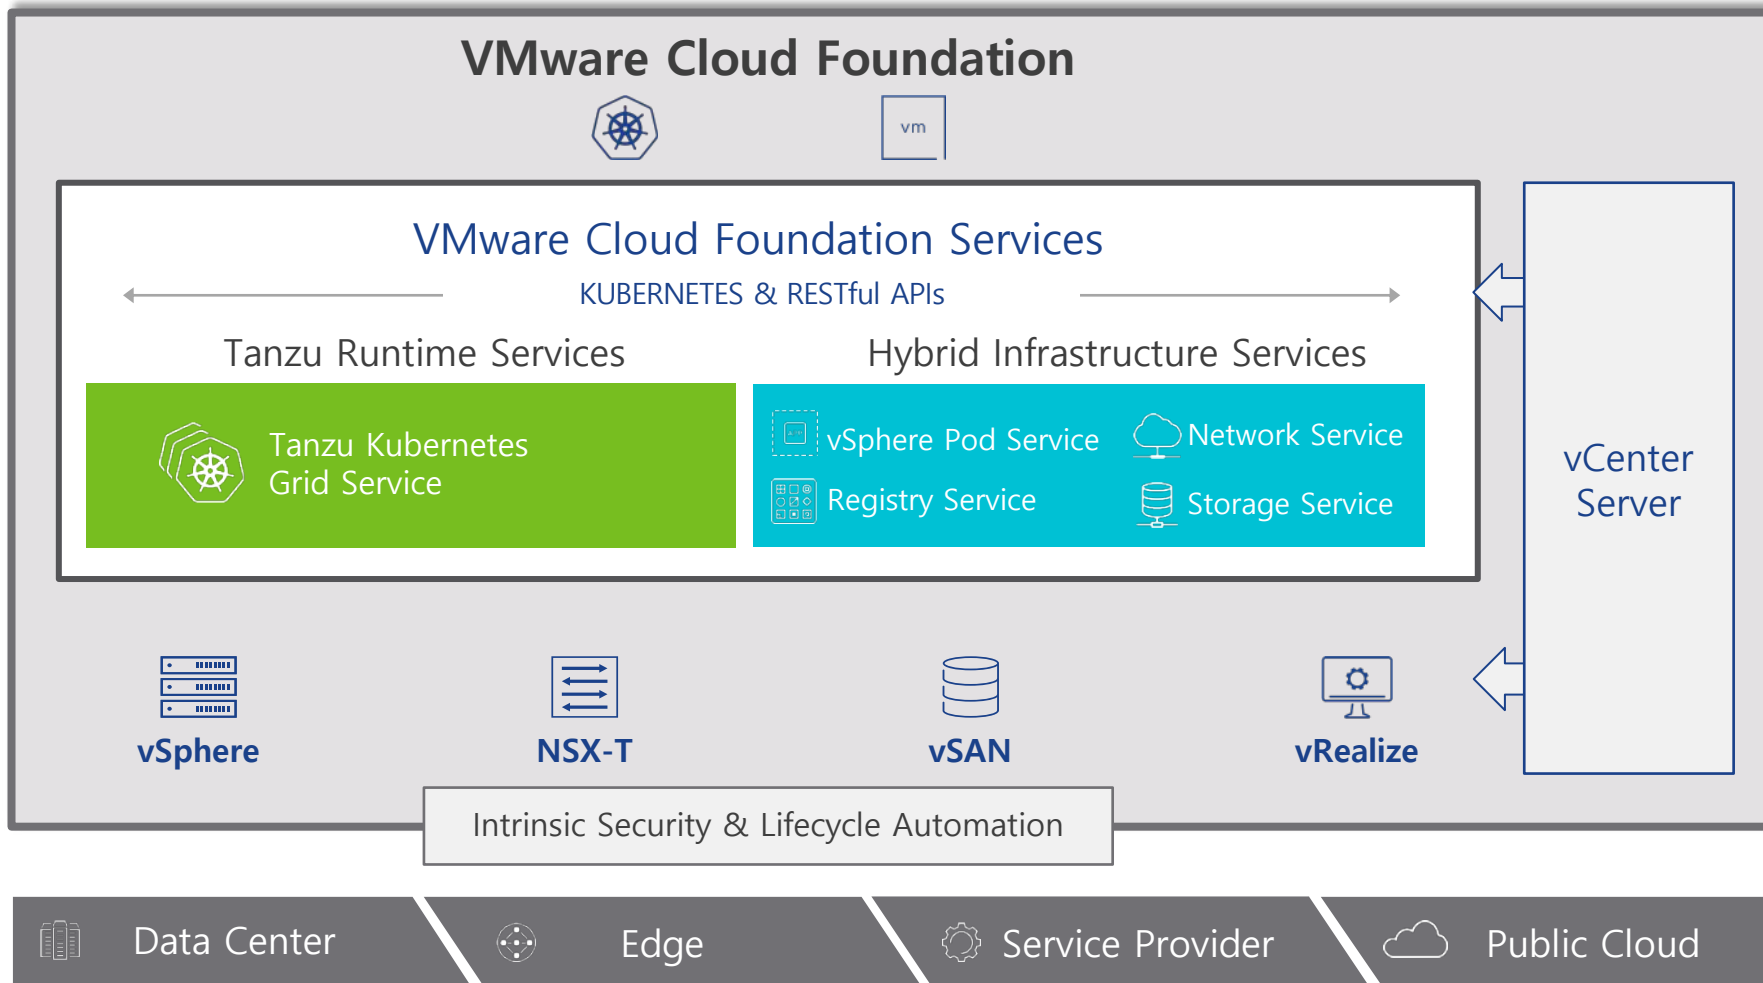 VMware Cloud Foundation
vm
VMware Cloud Foundation Services
KUBERNETES & RESTful APIs
Tanzu Runtime Services
Hybrid Infrastructure Services
Tanzu Kubernetes
Grid Service
vSphere Pod Service
Network Service
Registry Service
Storage Service
vCenter
Server
vSphere
NSX-T
vSAN
vRealize
Intrinsic Security & Lifecycle Automation
Data Center
Edge
Service Provider
Public Cloud